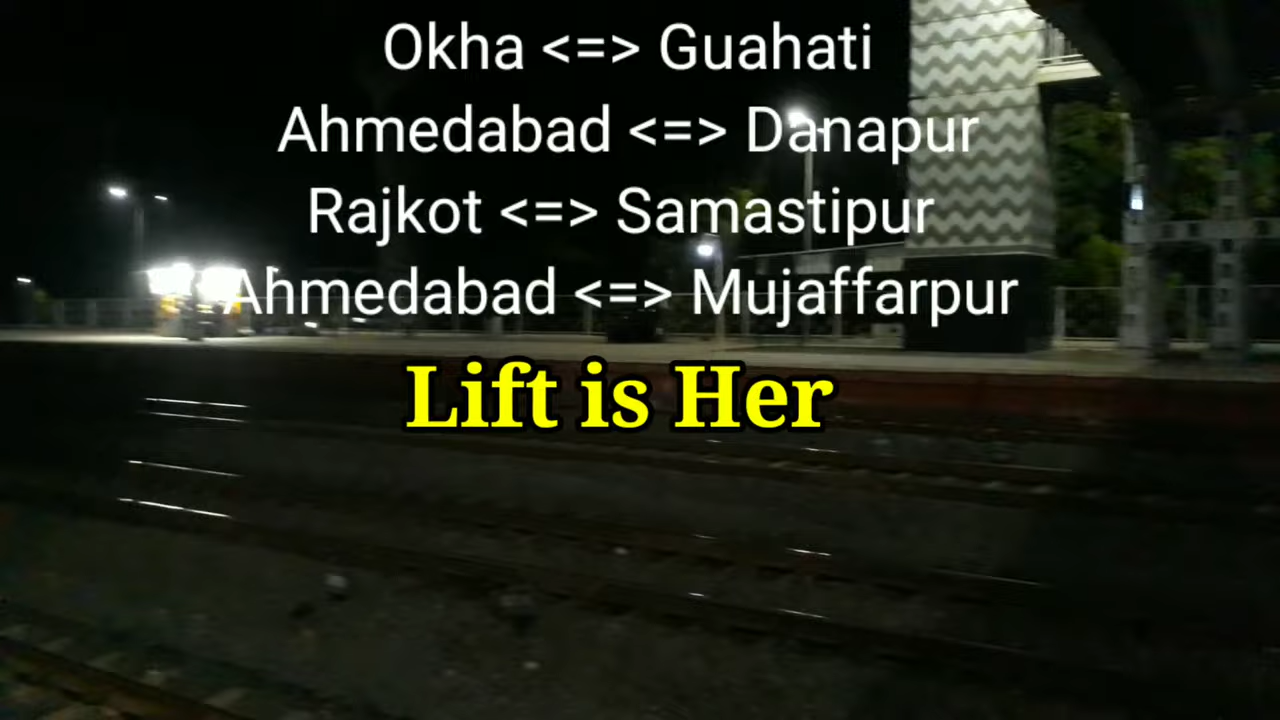 Okha <=> Guahati
Ahmedabad <=> Danapur
Rajkot <=> Samastipur
Ahmedabad <=> Mujaffarpur
Lift is Her